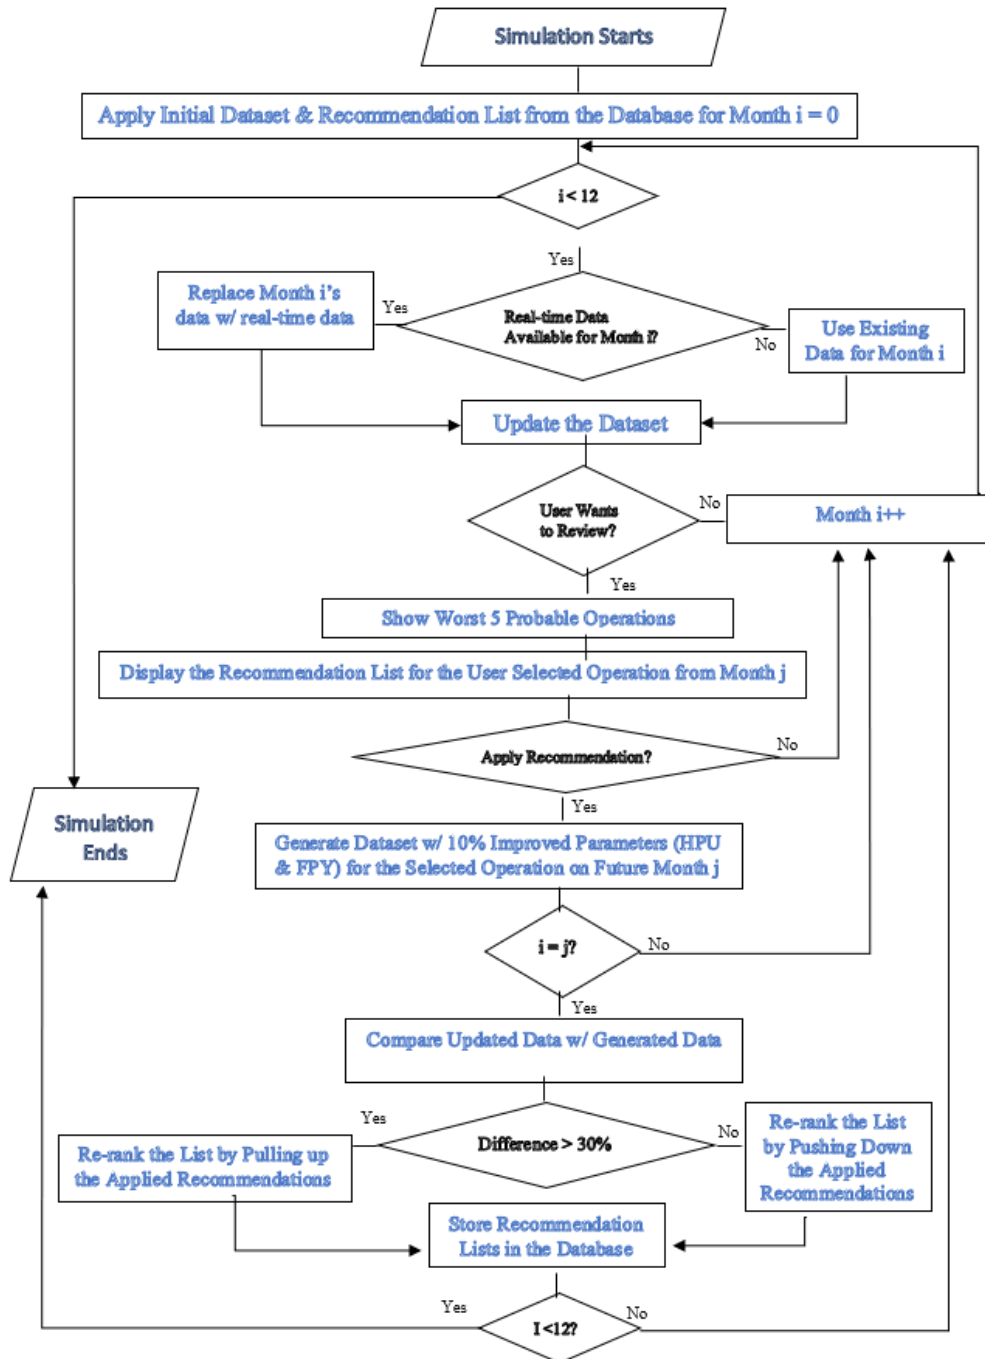 Simulation Starts
Apply Initial Dataset & Recommendation List from the Database for Month i = 0
i < 12
Yes
Replace Month i's
data w/ real-time data
Yes
Real-time Data
Available for Month i?
No
Use Existing
Data for Month i
Update the Dataset
User Wants
to Review?
No
Month i++
Yes
Show Worst 5 Probable Operations
Display the Recommendation List for the User Selected Operation from Month j
Apply Recommendation?
No
Yes
Simulation
Ends
Generate Dataset w/ 10% Improved Parameters (HPU
& FPY) for the Selected Operation on Future Month j
i = j?
No
Yes
Compare Updated Data w/ Generated Data
Yes
Difference > 30%
No
Re-rank the List by Pulling up
the Applied Recommendations
Re-rank the List
by Pushing Down
the Applied
Recommendations
Store Recommendation
Lists in the Database
Yes
I <12?
No